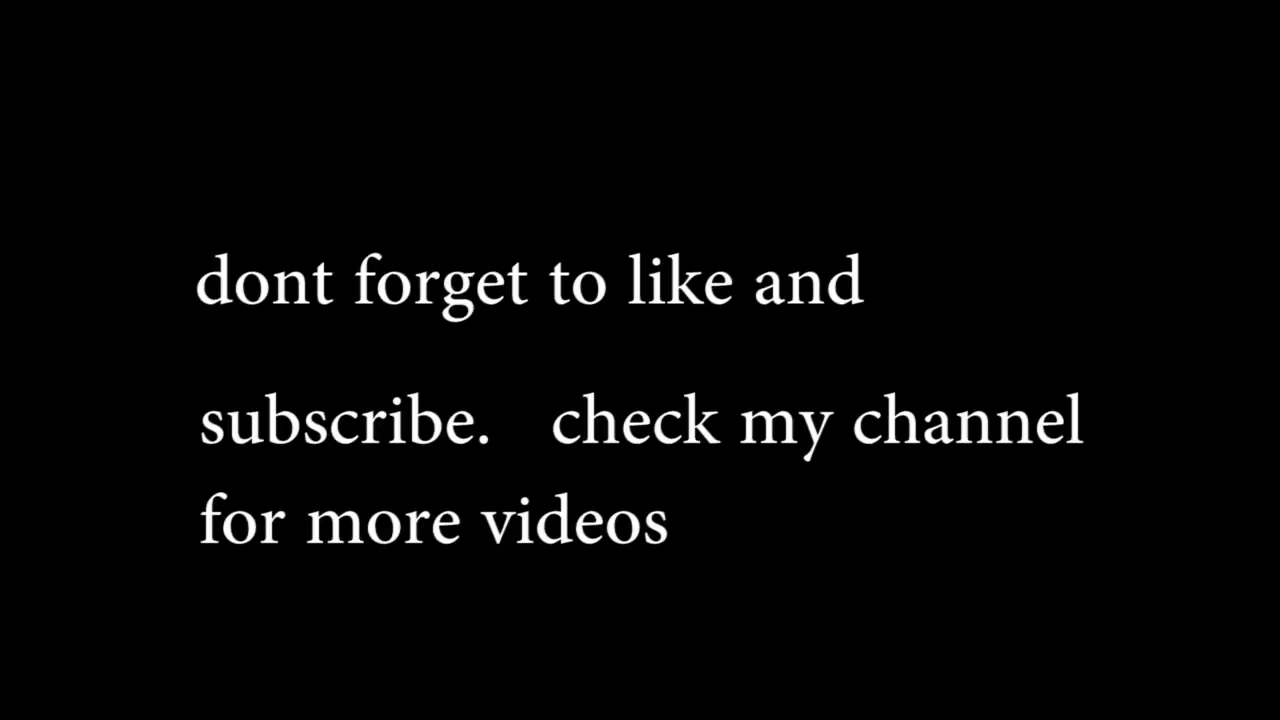 dont forget to like and
subscribe. check my channel
for more videos